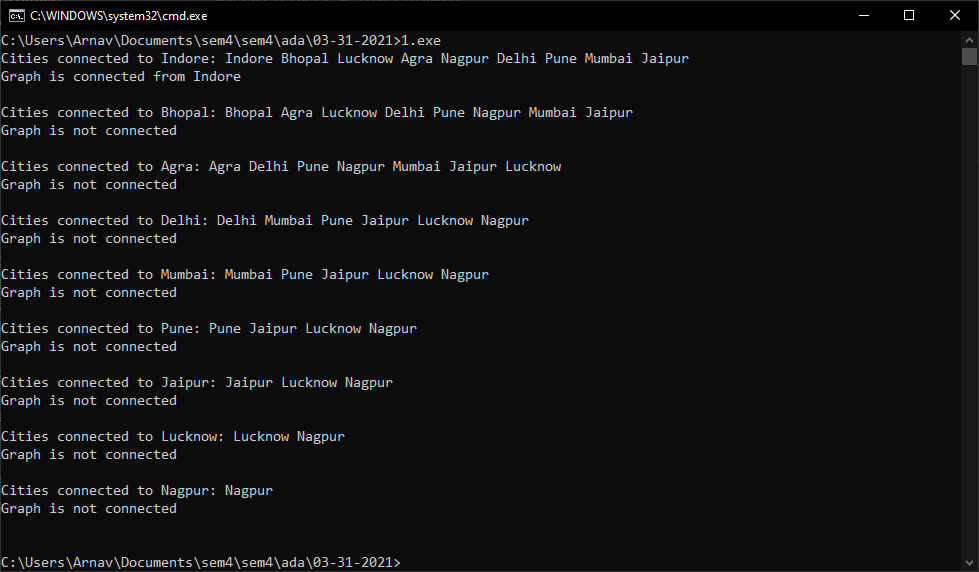 C:\WINDOWS\system32\cmd.exe
C:\Users\Arnav\Documents\sem4\sem4\ada\03-31-2021>1.exe
Cities connected to Indore: Indore Bhopal Lucknow Agra Nagpur Delhi Pune Mumbai Jaipur
Graph is connected from Indore
Cities connected to Bhopal: Bhopal Agra Lucknow Delhi Pune Nagpur Mumbai Jaipur
Graph is not connected
Cities connected to Agra: Agra Delhi Pune Nagpur Mumbai Jaipur Lucknow
Graph is not connected
Cities connected to Delhi: Delhi Mumbai Pune Jaipur Lucknow Nagpur
Graph is not connected
Cities connected to Mumbai: Mumbai Pune Jaipur Lucknow Nagpur
Graph is not connected
Cities connected to Pune: Pune Jaipur Lucknow Nagpur
Graph is not connected
Cities connected to Jaipur: Jaipur Lucknow Nagpur
Graph is not connected
Cities connected to Lucknow: Lucknow Nagpur
Graph is not connected
Cities connected to Nagpur: Nagpur
Graph is not connected
C:\Users\Arnav\Documents\sem4\sem4\ada\03-31-2021>